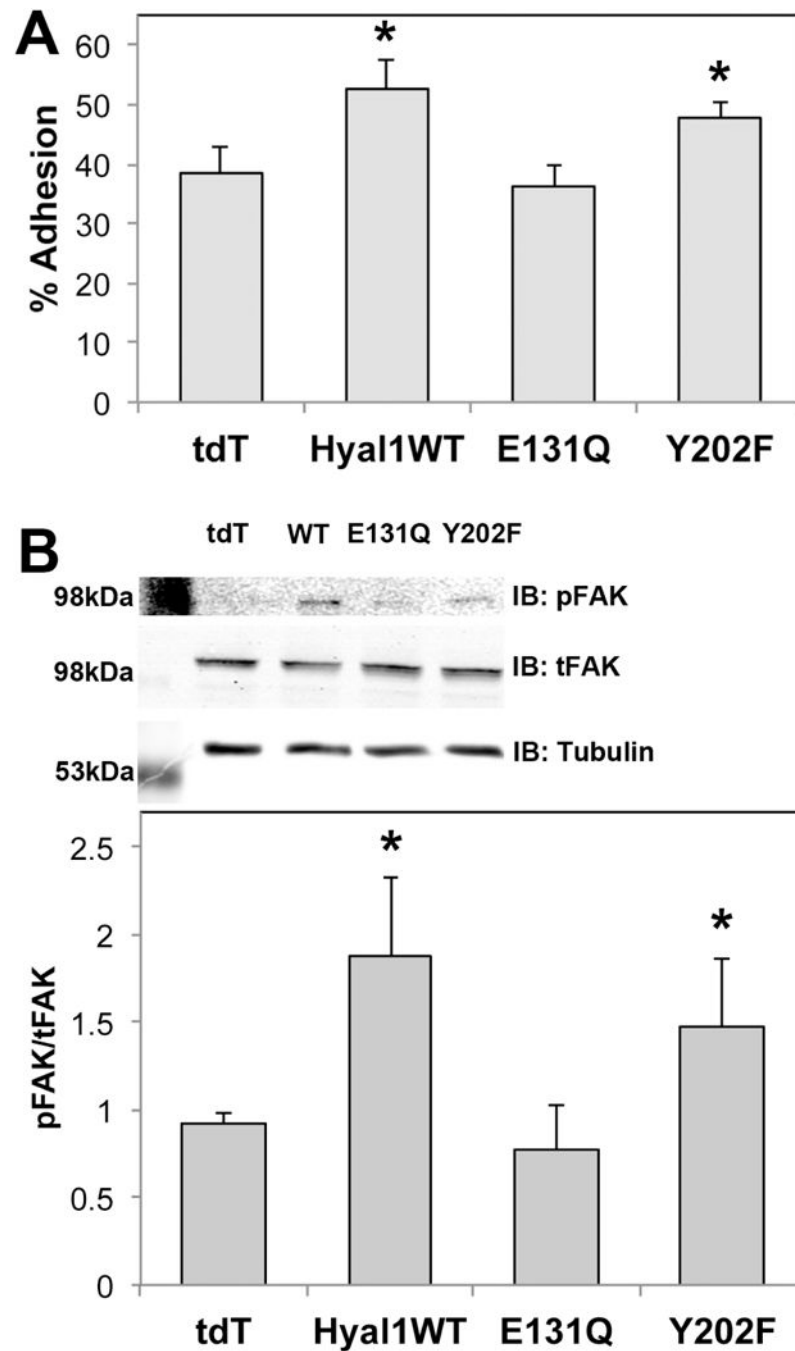 A
% Adhesion
60
50
40
30
20
10
0
*
*
tdT Hyal1WT E131Q Y202F
B
tdT WT E131Q Y202F
98kDa IB: pFAK
98kDa IB: tFAK
53kDa IB: Tubulin
pFAK/tFAK
2.5
2
1.5
1
0.5
0
*
*
tdT Hyal1WT E131Q Y202F